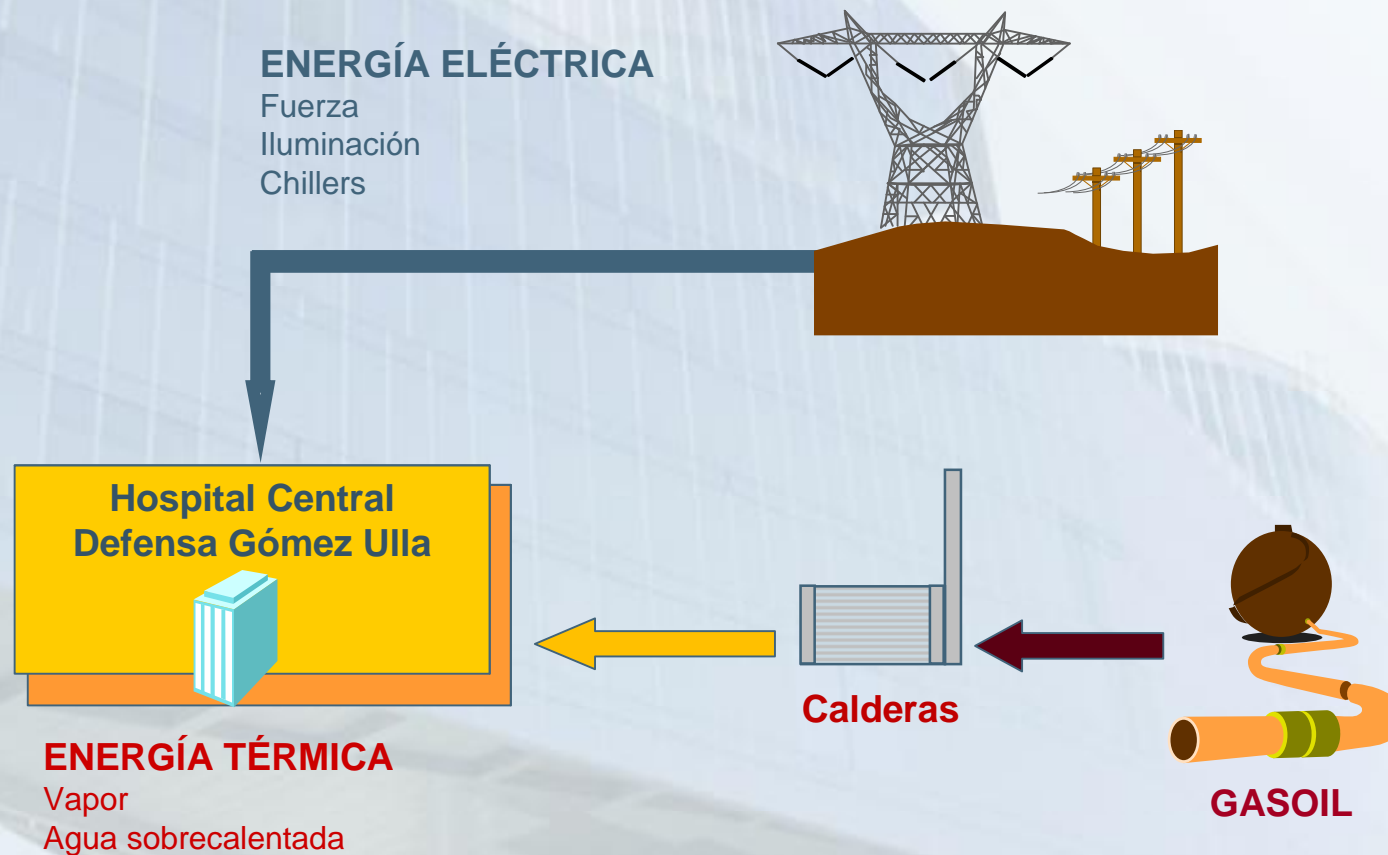 ENERGÍA ELÉCTRICA
Fuerza
Iluminación
Chillers
Hospital Central
Defensa Gómez Ulla
Calderas
GASOIL
ENERGÍA TÉRMICA
Vapor
Agua sobrecalentada